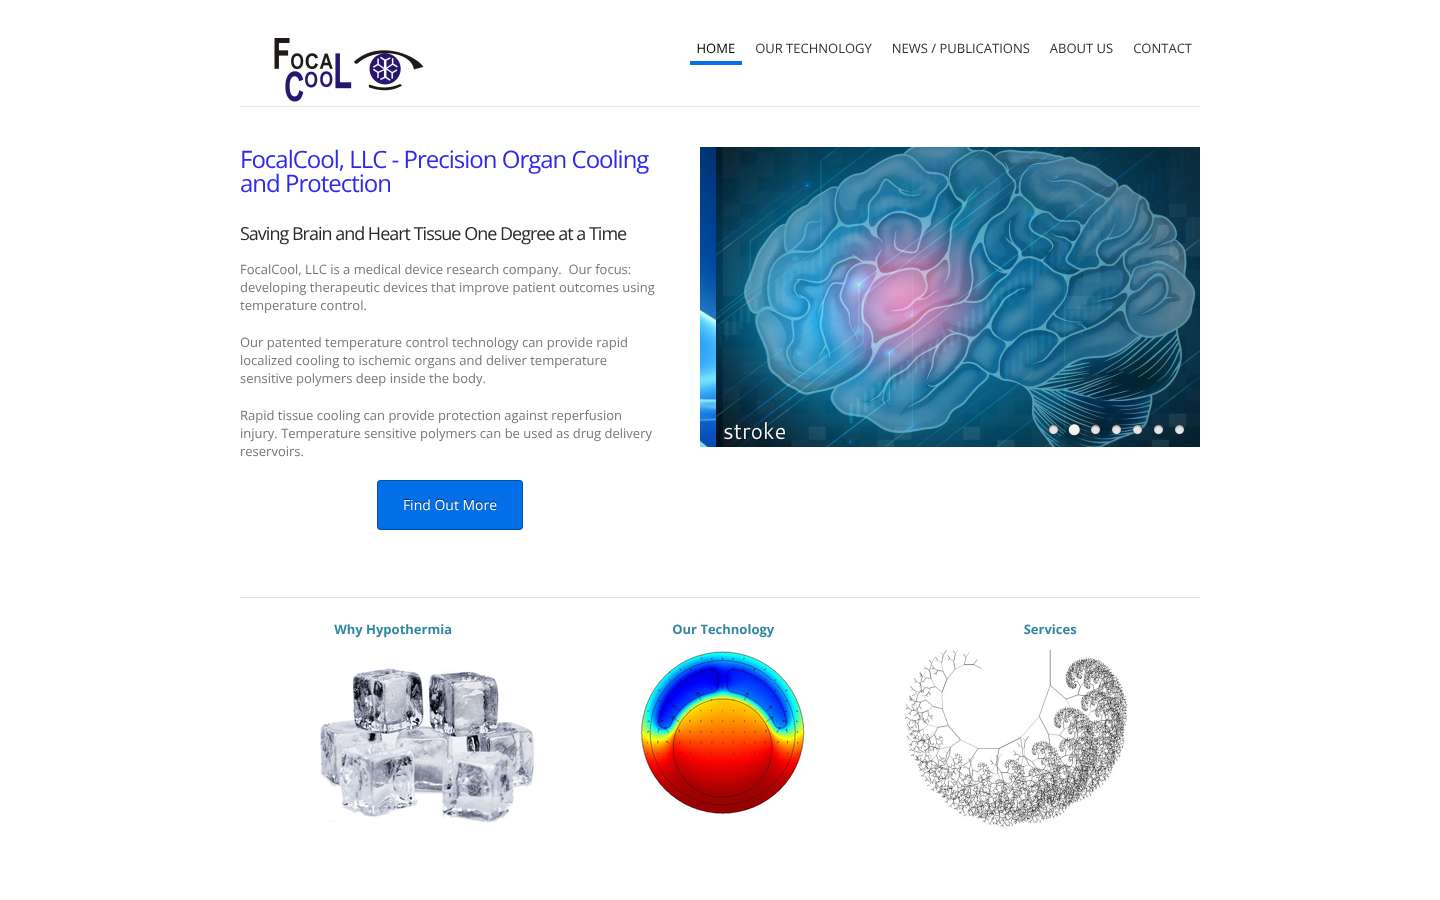 FOCAL
COOL
HOME
OUR TECHNOLOGY
NEWS / PUBLICATIONS
ABOUT US
CONTACT
FocalCool, LLC - Precision Organ Cooling
and Protection
Saving Brain and Heart Tissue One Degree at a Time
FocalCool, LLC is a medical device research company.  Our focus:
developing therapeutic devices that improve patient outcomes using
temperature control.
Our patented temperature control technology can provide rapid
localized cooling to ischemic organs and deliver temperature
sensitive polymers deep inside the body.
Rapid tissue cooling can provide protection against reperfusion
injury. Temperature sensitive polymers can be used as drug delivery
reservoirs.
Find Out More
stroke
Why Hypothermia
Our Technology
Services